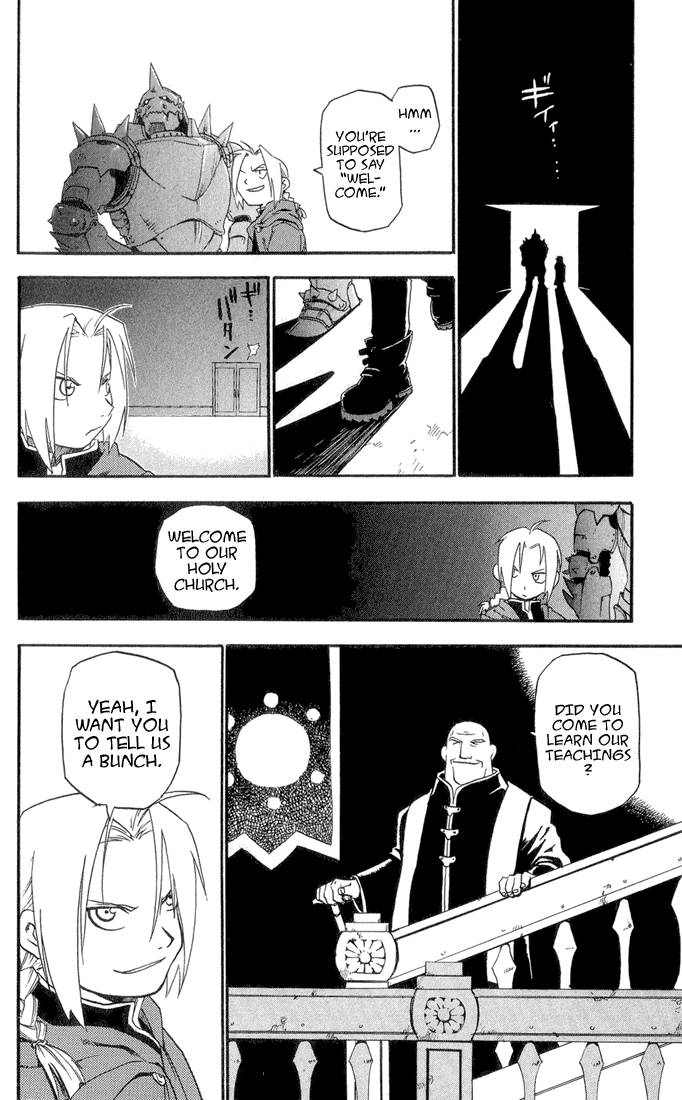 ギィィ…
…
HMM
...
YOU'RE
SUPPOSED
TO SAY
"WEL-
COME."
ギ…
バタン
WELCOME
TO OUR
HOLY
CHURCH.
DID YOU
COME TO
LEARN OUR
TEACHINGS
?
YEAH, I
WANT YOU
TO TELL US
A BUNCH.